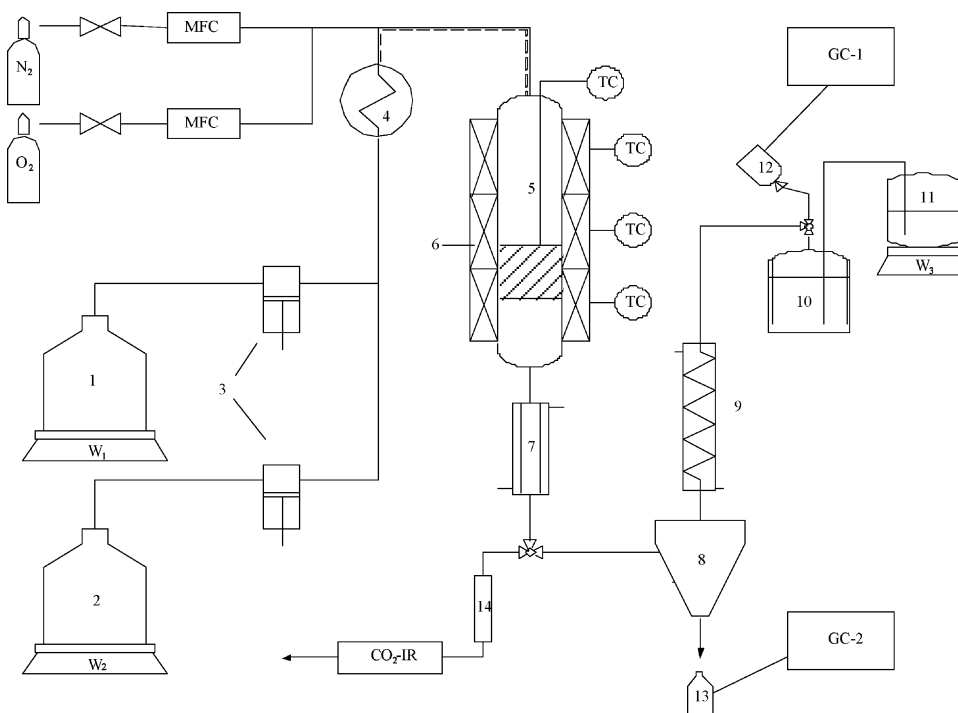 N₂
MFC
O₂
MFC
4
TC
TC
TC
TC
5
6
GC-1
12
11
W₃
10
1
W₁
3
2
W₂
7
9
8
14
CO₂-IR
GC-2
13